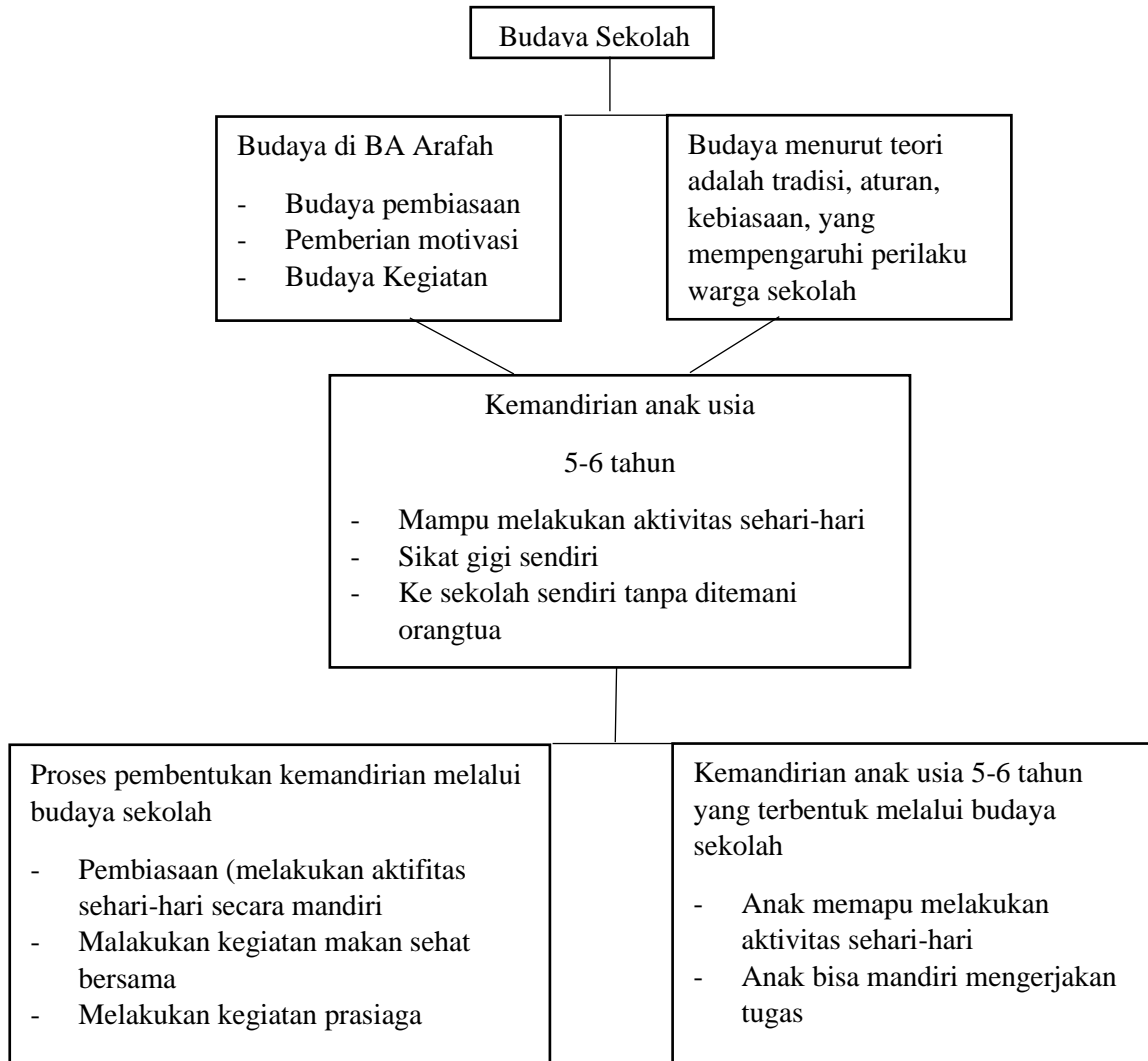 Budaya Sekolah
Budaya di BA Arafah
- Budaya pembiasaan
- Pemberian motivasi
- Budaya Kegiatan
Budaya menurut teori
adalah tradisi, aturan,
kebiasaan, yang
mempengaruhi perilaku
warga sekolah
Kemandirian anak usia
5-6 tahun
- Mampu melakukan aktivitas sehari-hari
- Sikat gigi sendiri
- Ke sekolah sendiri tanpa ditemani
orangtua
Proses pembentukan kemandirian melalui
budaya sekolah
- Pembiasaan (melakukan aktifitas
sehari-hari secara mandiri
- Malakukan kegiatan makan sehat
bersama
- Melakukan kegiatan prasiaga
Kemandirian anak usia 5-6 tahun
yang terbentuk melalui budaya
sekolah
- Anak memapu melakukan
aktivitas sehari-hari
- Anak bisa mandiri mengerjakan
tugas